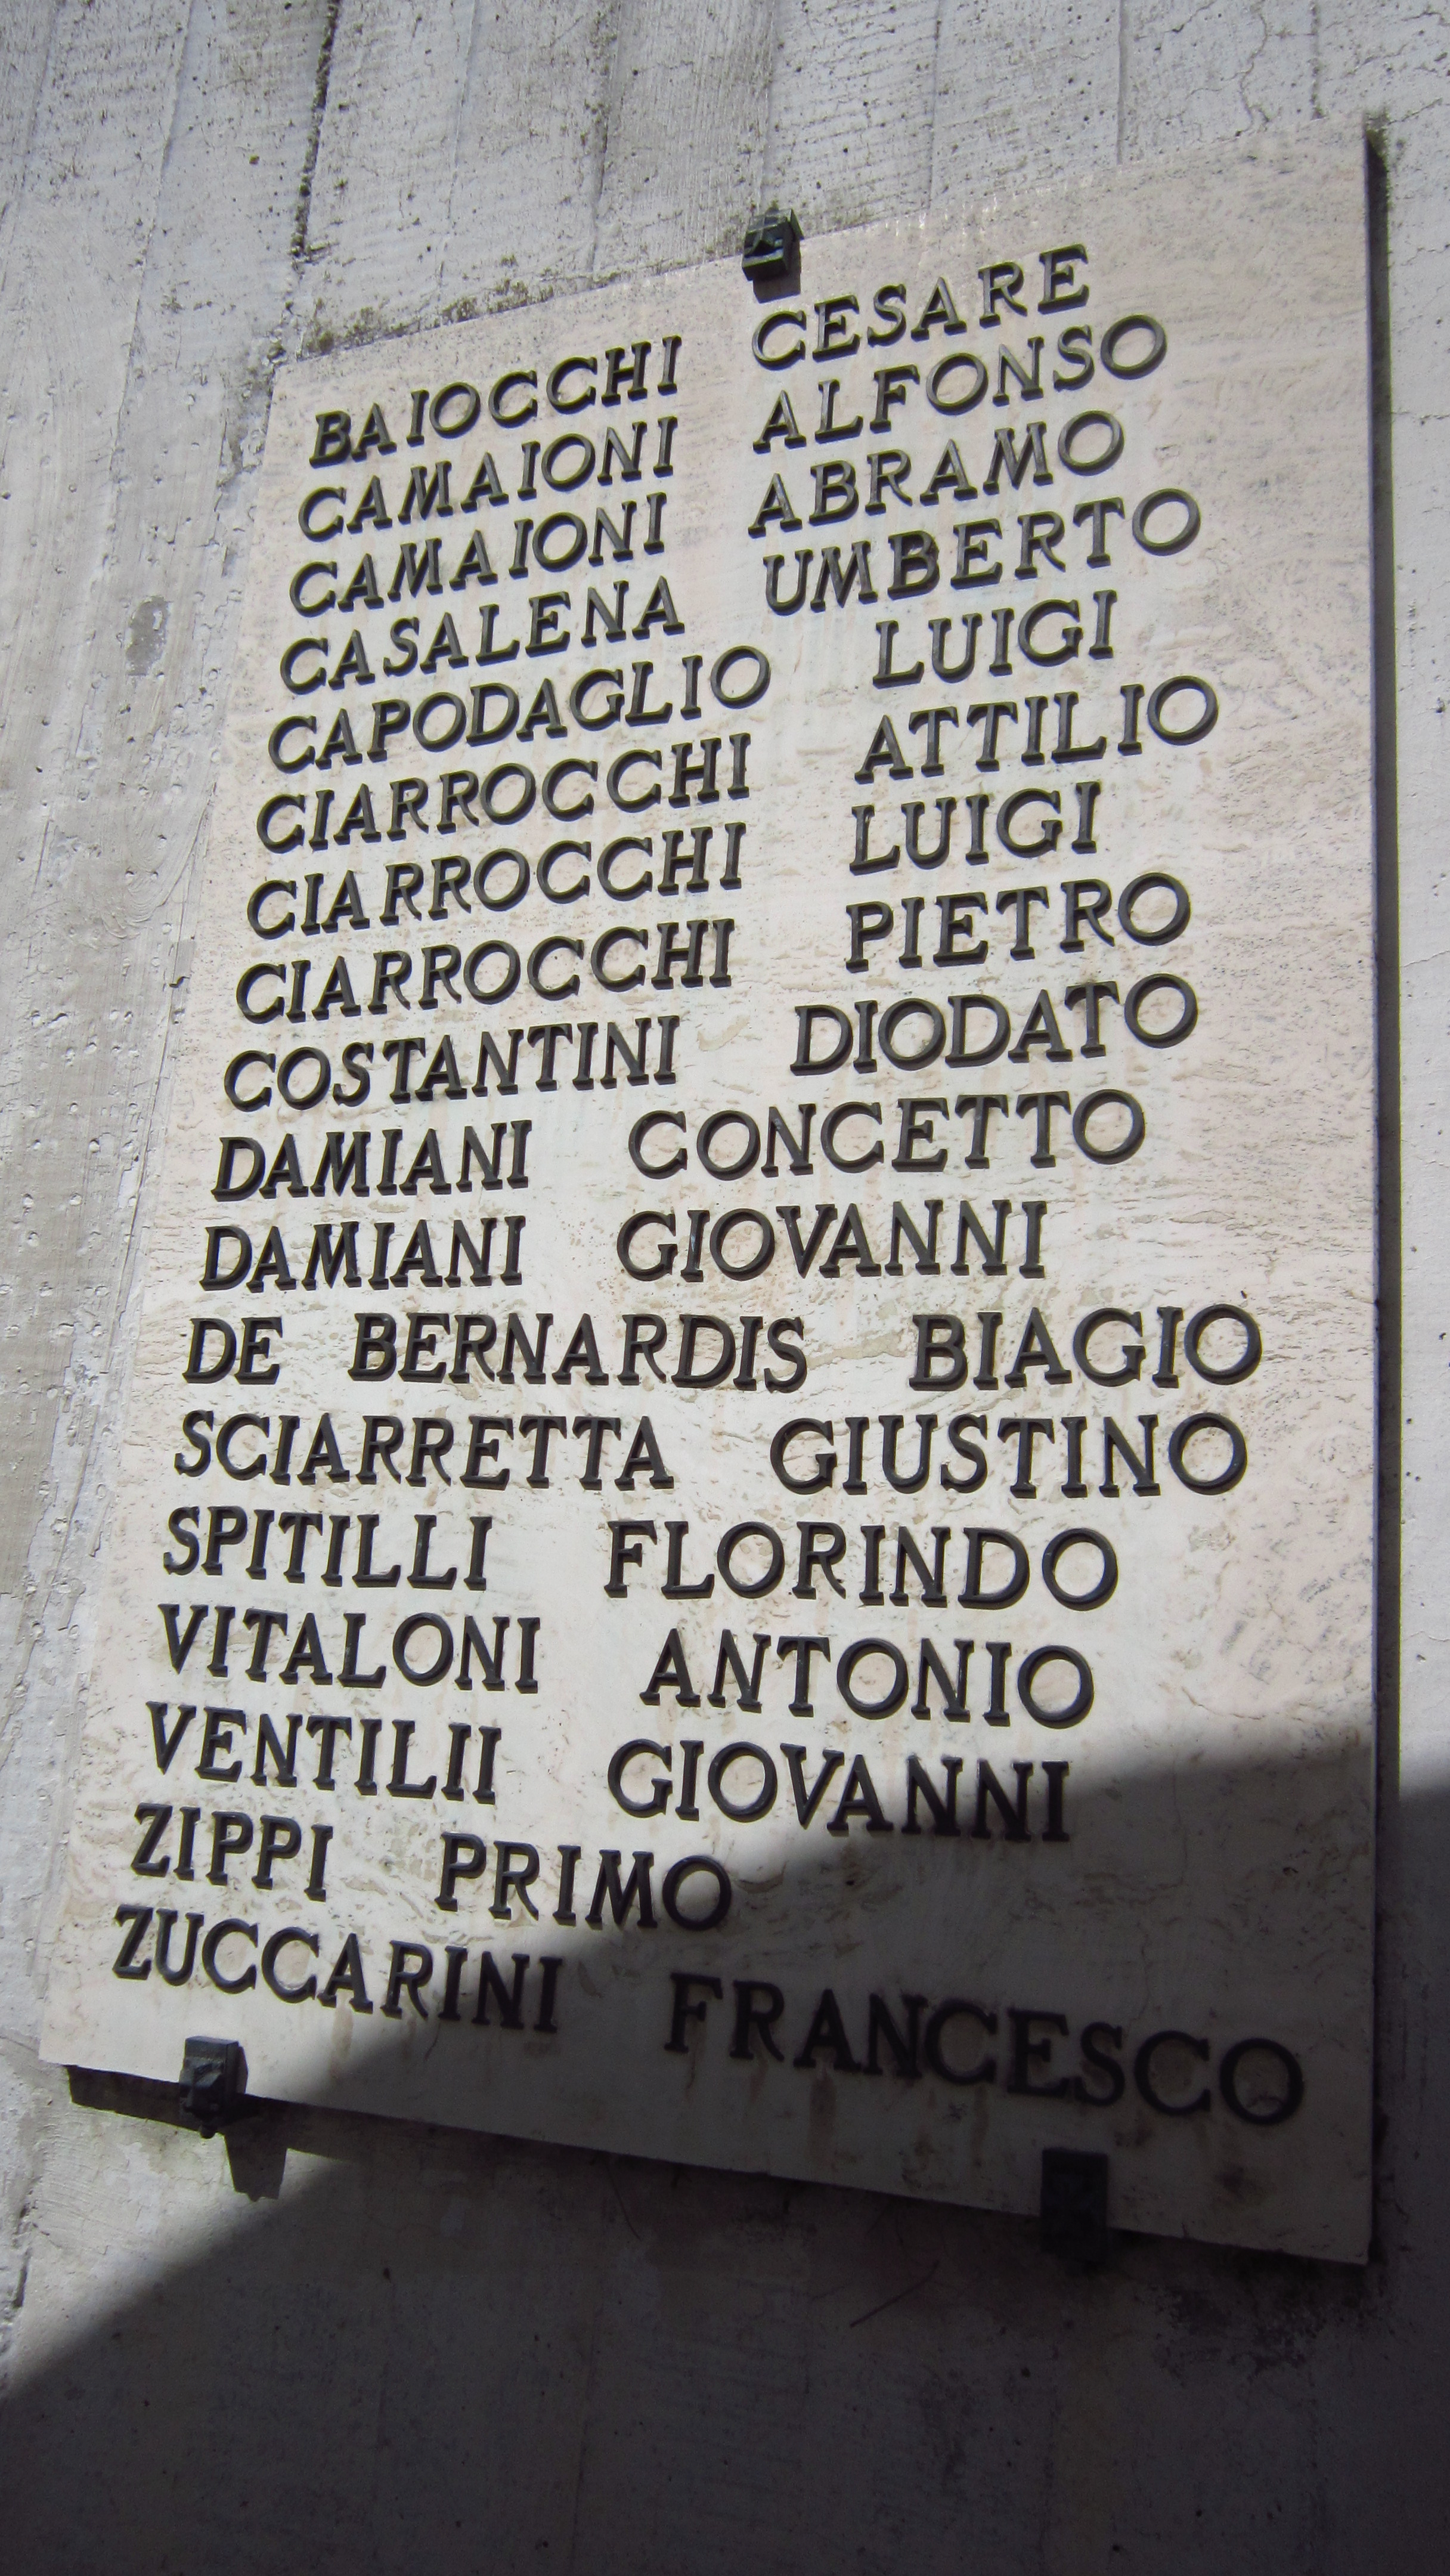 BAIOCCHI CESARE
CAMAIONI ALFONSO
CAMAIONI ABRAMO
CASALENA UMBERTO
CAPODAGLIO LUIGI
CIARROCCHI ATTILIO
CIARROCCHI LUIGI
CIARROCCHI PIETRO
COSTANTINI DIODATO
DAMIANI CONCETTO
DAMIANI GIOVANNI
DE BERNARDIS BIAGIO
SCIARRETTA GIUSTINO
SPITILLI FLORINDO
VITALONI ANTONIO
VENTILII GIOVANNI
ZIPPI PRIMO
ZUCCARINI FRANCESCO